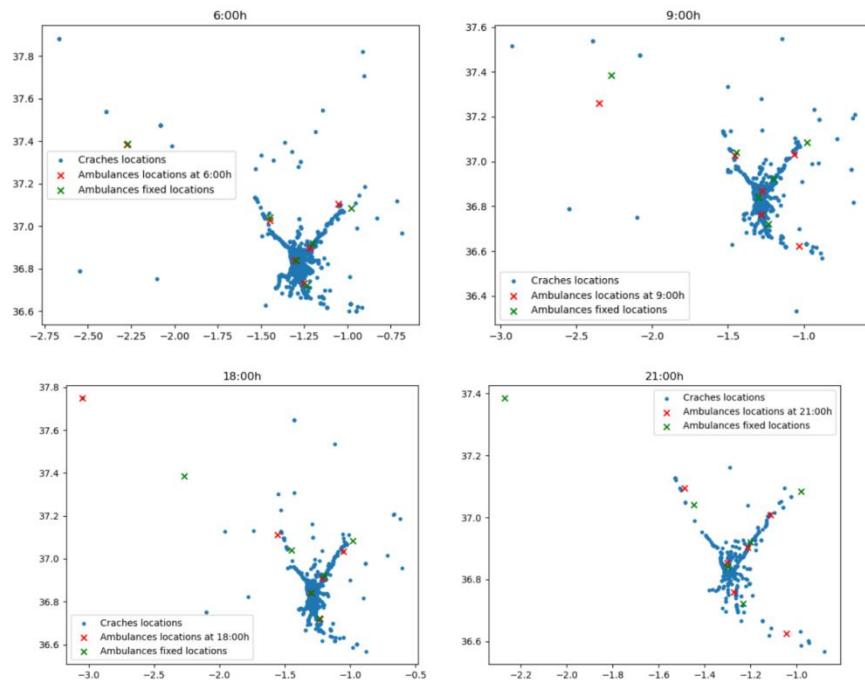 6:00h
37.8
37.6
37.4
37.2
37.0
36.8
36.6
Craches locations
Ambulances locations at 6:00h
Ambulances fixed locations
−2.75 −2.50 −2.25 −2.00 −1.75 −1.50 −1.25 −1.00 −0.75
9:00h
37.6
37.4
37.2
37.0
36.8
36.6
36.4
Craches locations
Ambulances locations at 9:00h
Ambulances fixed locations
−3.0 −2.5 −2.0 −1.5 −1.0
18:00h
37.8
37.6
37.4
37.2
37.0
36.8
36.6
Craches locations
Ambulances locations at 18:00h
Ambulances fixed locations
−3.0 −2.5 −2.0 −1.5 −1.0 −0.5
21:00h
37.4
37.2
37.0
36.8
36.6
Craches locations
Ambulances locations at 21:00h
Ambulances fixed locations
−2.2 −2.0 −1.8 −1.6 −1.4 −1.2 −1.0